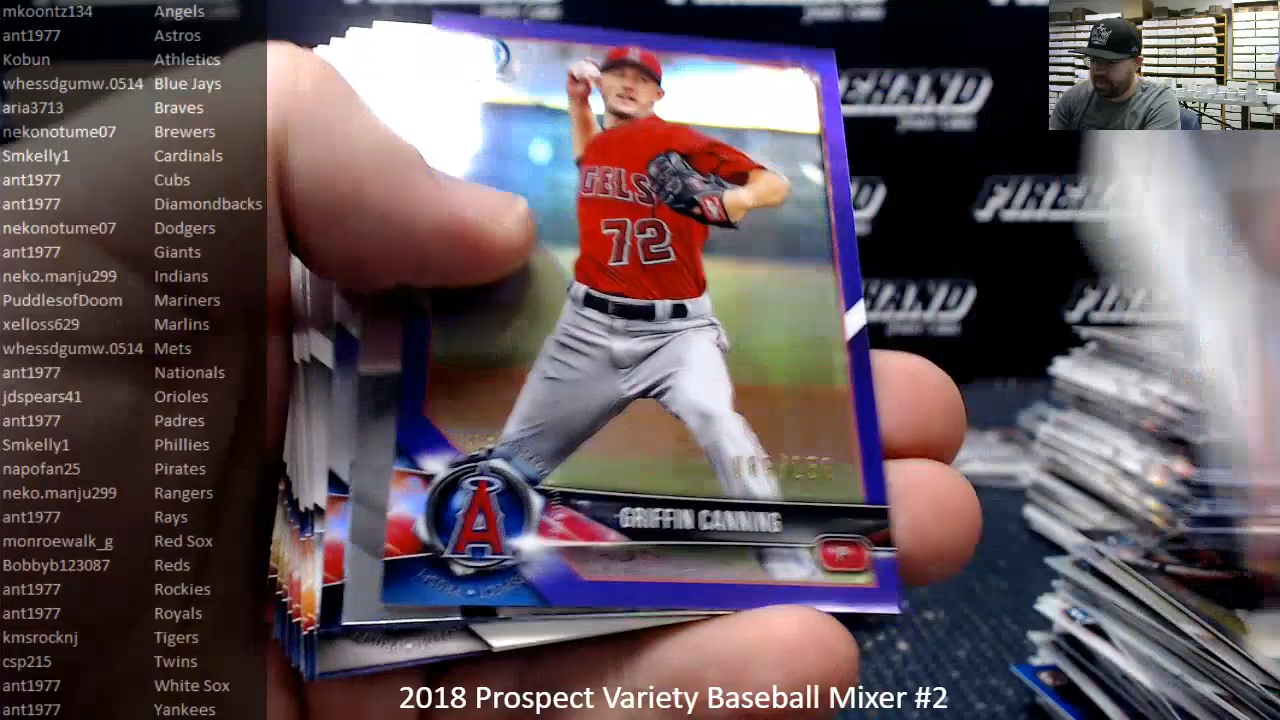 mkoontz134 Angels
ant1977 Astros
Kobun Athletics
whessdgumw.0514 Blue Jays
aria3713 Braves
nekonotume07 Brewers
Smkelly1 Cardinals
ant1977 Cubs
ant1977 Diamondbacks
nekonotume07 Dodgers
ant1977 Giants
neko.manju299 Indians
PuddlesofDoom Mariners
xelloss629 Marlins
whessdgumw.0514 Mets
ant1977 Nationals
jdspears41 Orioles
ant1977 Padres
Smkelly1 Phillies
napofan25 Pirates
neko.manju299 Rangers
ant1977 Rays
monroewalk_g Red Sox
Bobbyb123087 Reds
ant1977 Rockies
ant1977 Royals
kmsrocknj Tigers
csp215 Twins
ant1977 White Sox
ant1977 Yankees
GELS
72
A
GRIFFIN CANNING
P
FIREHAND
2018 Prospect Variety Baseball Mixer #2